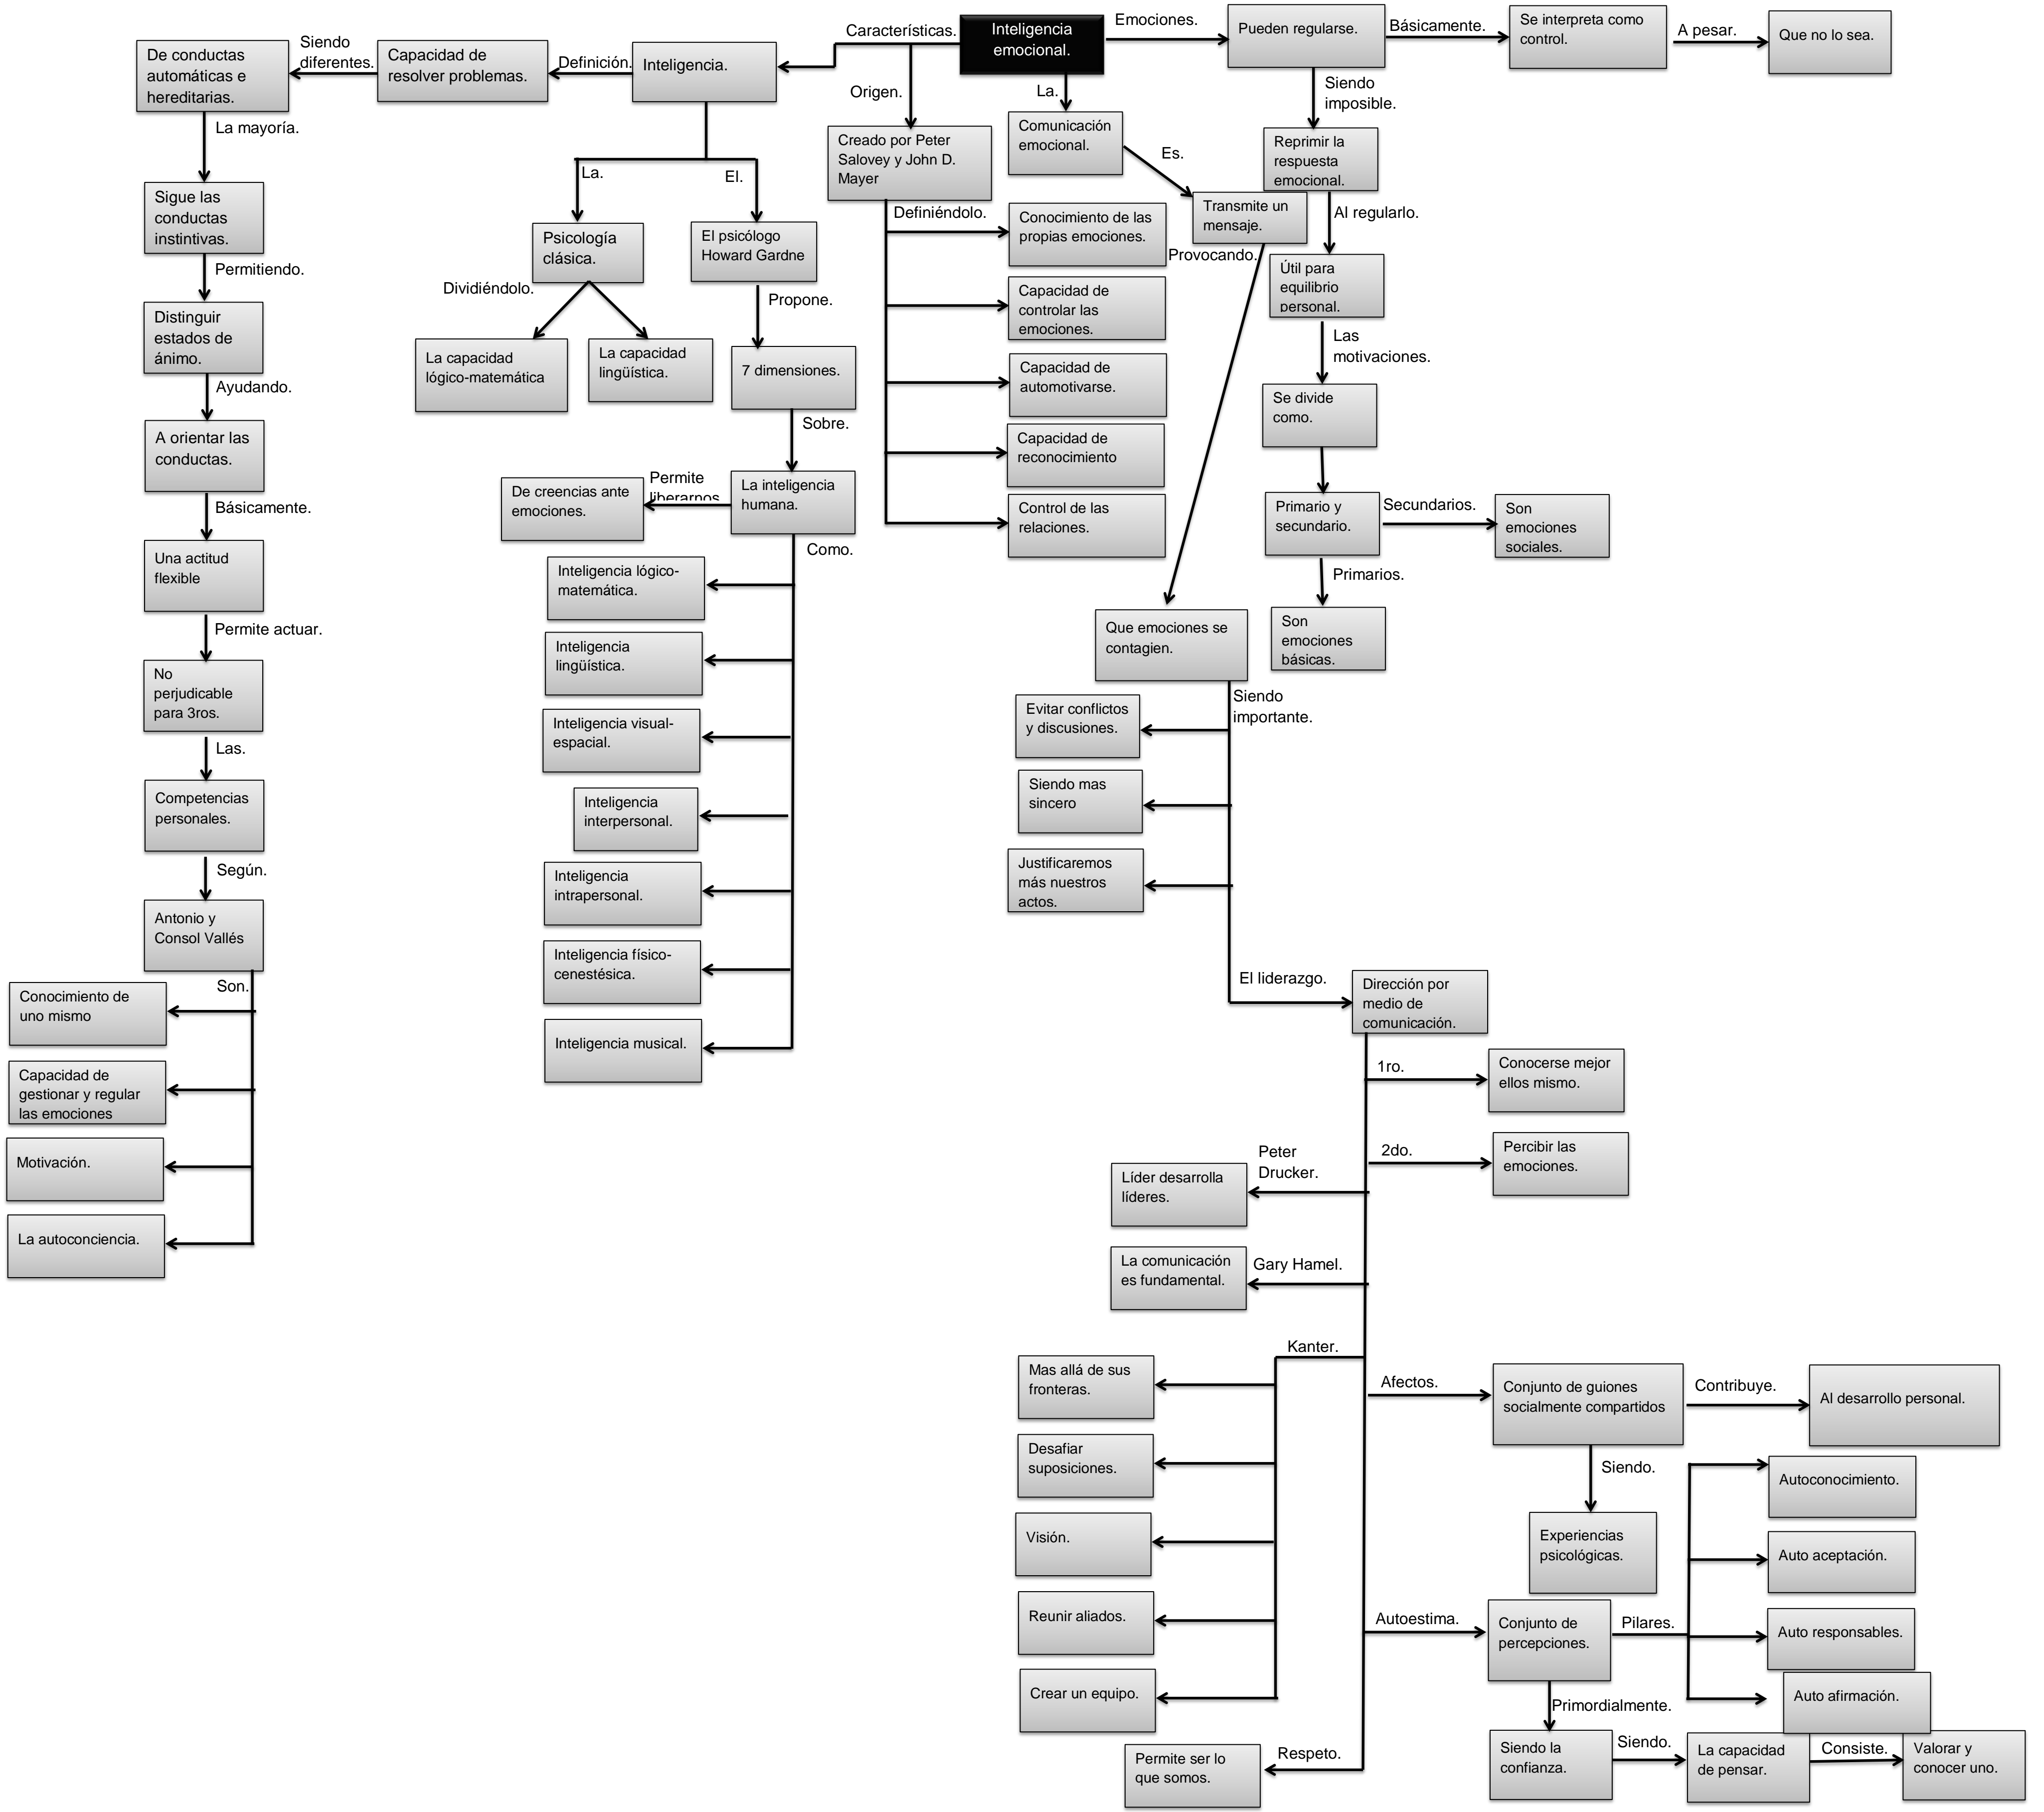 Inteligencia
emocional.
Características.
Emociones.
Pueden regularse.
Básicamente.
Se interpreta como
control.
A pesar.
Que no lo sea.
Siendo
diferentes.
De conductas
automáticas e
hereditarias.
Capacidad de
resolver problemas.
Definición.
Inteligencia.
Origen.
La.
Siendo
imposible.
La mayoría.
Creado por Peter
Salovey y John D.
Mayer
Comunicación
emocional.
Es.
Reprimir la
respuesta
emocional.
La.
El.
Sigue las
conductas
instintivas.
Definiéndolo.
Conocimiento de las
propias emociones.
Transmite un
mensaje.
Al regularlo.
Psicología
clásica.
El psicólogo
Howard Gardne
Provocando.
Permitiendo.
Dividiéndolo.
Propone.
Capacidad de
controlar las
emociones.
Útil para
equilibrio
personal.
Distinguir
estados de
ánimo.
La capacidad
lógico-matemática
La capacidad
lingüística.
7 dimensiones.
Capacidad de
automotivarse.
Las
motivaciones.
Ayudando.
Sobre.
Se divide
como.
A orientar las
conductas.
Capacidad de
reconocimiento
De creencias ante
emociones.
Permite
liberarnos
La inteligencia
humana.
Control de las
relaciones.
Primario y
secundario.
Secundarios.
Son
emociones
sociales.
Básicamente.
Como.
Una actitud
flexible
Inteligencia lógico-
matemática.
Primarios.
Permite actuar.
Que emociones se
contagien.
Son
emociones
básicas.
Inteligencia
lingüística.
No
perjudicable
para 3ros.
Siendo
importante.
Evitar conflictos
y discusiones.
Inteligencia visual-
espacial.
Las.
Siendo mas
sincero
Competencias
personales.
Inteligencia
interpersonal.
Según.
Justificaremos
más nuestros
actos.
Inteligencia
intrapersonal.
Antonio y
Consol Vallés
Inteligencia físico-
cenestésica.
Son.
El liderazgo.
Dirección por
medio de
comunicación.
Conocimiento de
uno mismo
Inteligencia musical.
1ro.
Conocerse mejor
ellos mismo.
Capacidad de
gestionar y regular
las emociones
Motivación.
Peter
Drucker.
Líder desarrolla
líderes.
2do.
Percibir las
emociones.
La autoconciencia.
La comunicación
es fundamental.
Gary Hamel.
Kanter.
Mas allá de sus
fronteras.
Afectos.
Conjunto de guiones
socialmente compartidos
Contribuye.
Al desarrollo personal.
Desafiar
suposiciones.
Siendo.
Autoconocimiento.
Visión.
Experiencias
psicológicas.
Auto aceptación.
Reunir aliados.
Autoestima.
Conjunto de
percepciones.
Pilares.
Auto responsables.
Crear un equipo.
Primordialmente.
Auto afirmación.
Permite ser lo
que somos.
Respeto.
Siendo la
confianza.
Siendo.
La capacidad
de pensar.
Consiste.
Valorar y
conocer uno.